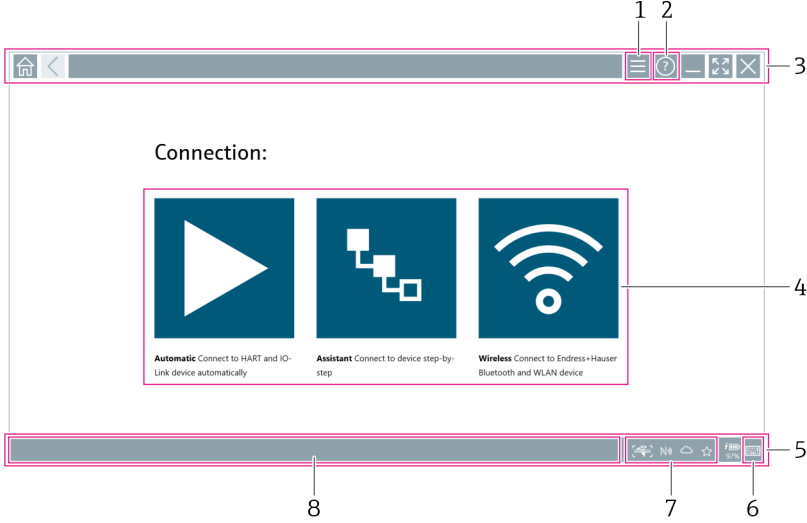 1 2
?
3
Connection:
4
Automatic Connect to HART and IO-
Link device automatically
Assistant Connect to device step-by-
step
Wireless Connect to Endress+Hauser
Bluetooth and WLAN device
97%
5
8 7 6